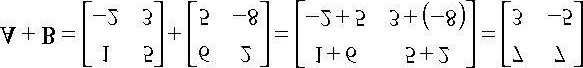 A + B = [1 5; -2 3] + [6 2; 5 -8] = [1+6 5+2; -2+5 3+(-8)] = [7 7; 3 -5]